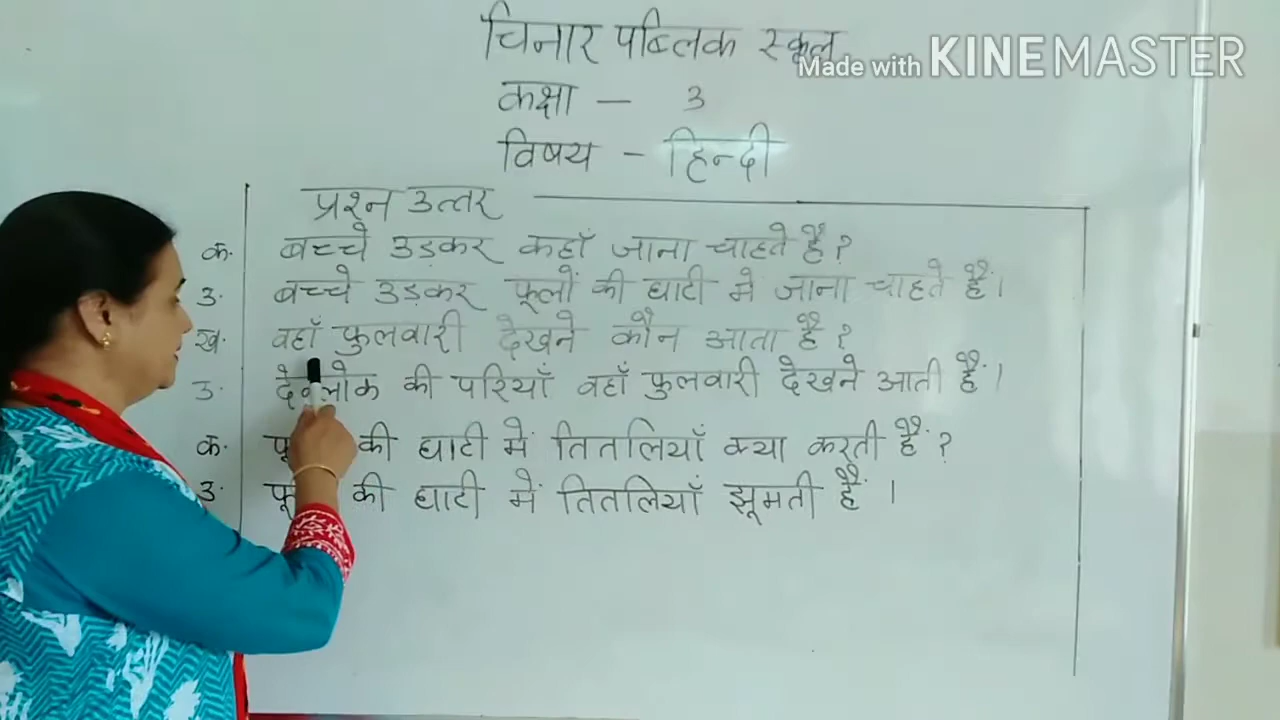 चिनार पब्लिक स्कूल
Made with KINEMASTER
कक्षा — 3
विषय - हिन्दी
प्रश्न उत्तर
क. बच्चे उड़कर कहाँ जाना चाहते हैं?
उ. बच्चे उड़कर फूलों की घाटी में जाना चाहते हैं।
ख. वहाँ फुलवारी देखने कौन आता है?
उ. देवलोक की परियाँ वहाँ फुलवारी देखने आती हैं।
क. की घाटी में तितलियाँ क्या करती हैं?
उ. की घाटी में तितलियाँ झूमती हैं।